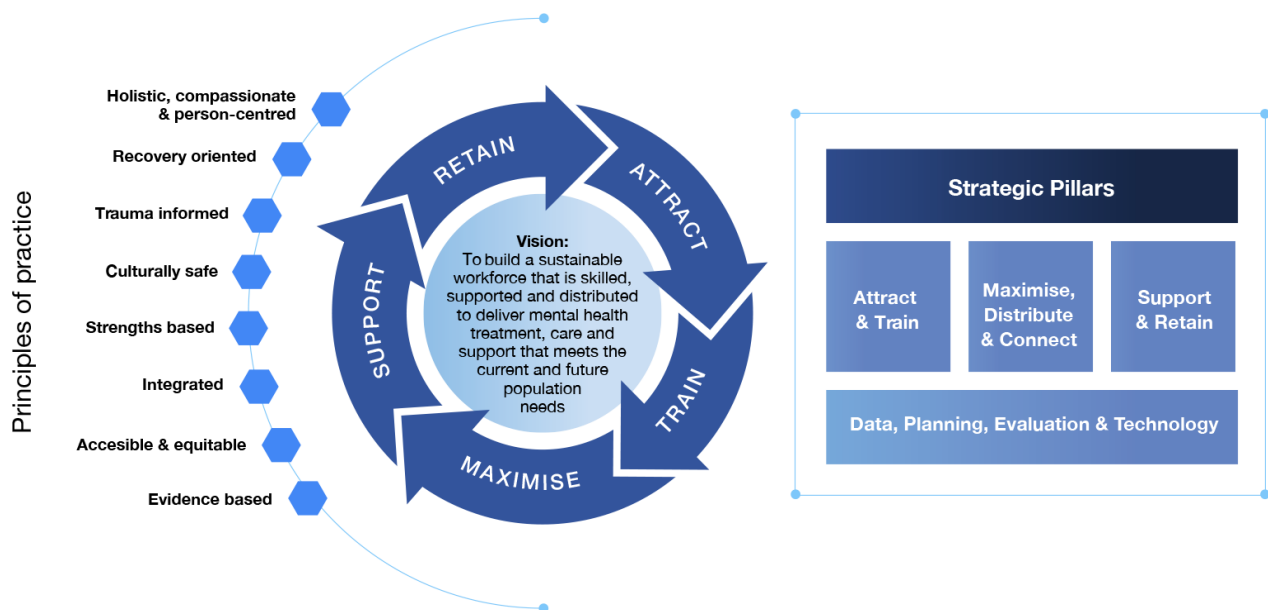 Principles of practice
Holistic, compassionate
& person-centred
Recovery oriented
Trauma informed
Culturally safe
Strengths based
Integrated
Accesible & equitable
Evidence based
RETAIN
ATTRACT
TRAIN
MAXIMISE
SUPPORT
Vision:
To build a sustainable
workforce that is skilled,
supported and distributed
to deliver mental health
treatment, care and
support that meets the
current and future
population
needs
Strategic Pillars
Attract
& Train
Maximise,
Distribute
& Connect
Support
& Retain
Data, Planning, Evaluation & Technology